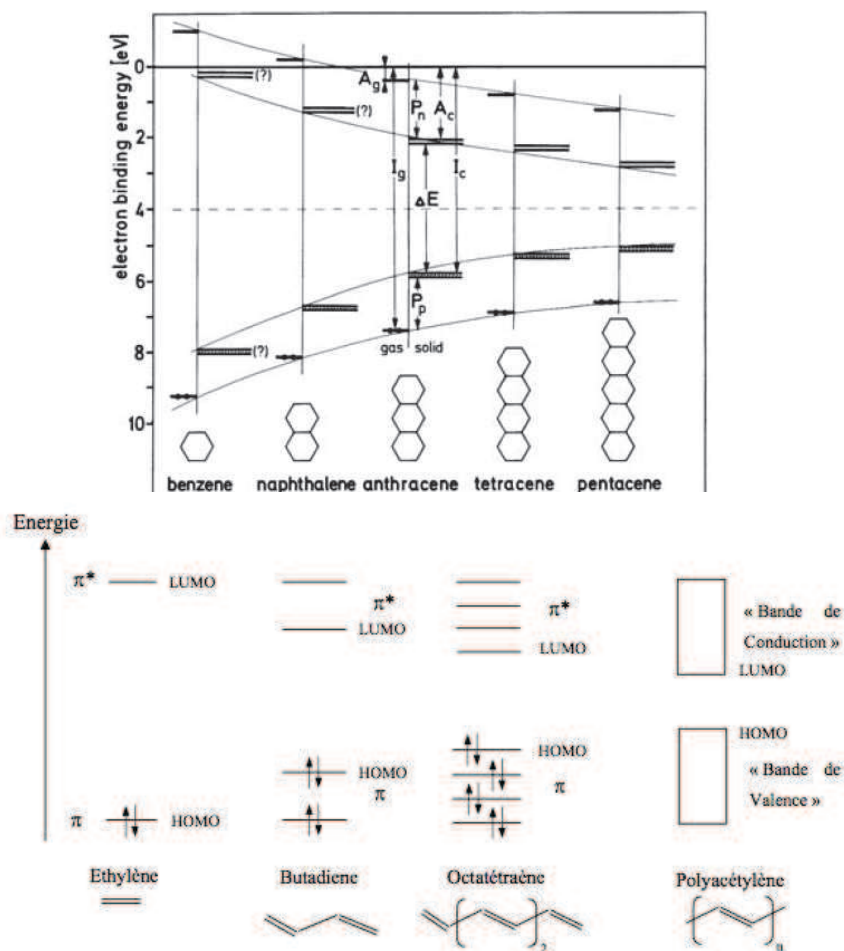 electron binding energy [eV]
0
2
4
6
8
10
(?)
(?)
(?)
A_g
P_n
A_c
I_g
I_c
ΔE
P_p
gas solid
benzene naphthalene anthracene tetracene pentacene
Energie
π* LUMO
π*
LUMO
π*
LUMO
« Bande de
Conduction »
LUMO
π HOMO
HOMO
π
HOMO
π
HOMO
« Bande de
Valence »
Ethylène Butadiene Octatétraène Polyacétylène
2
n